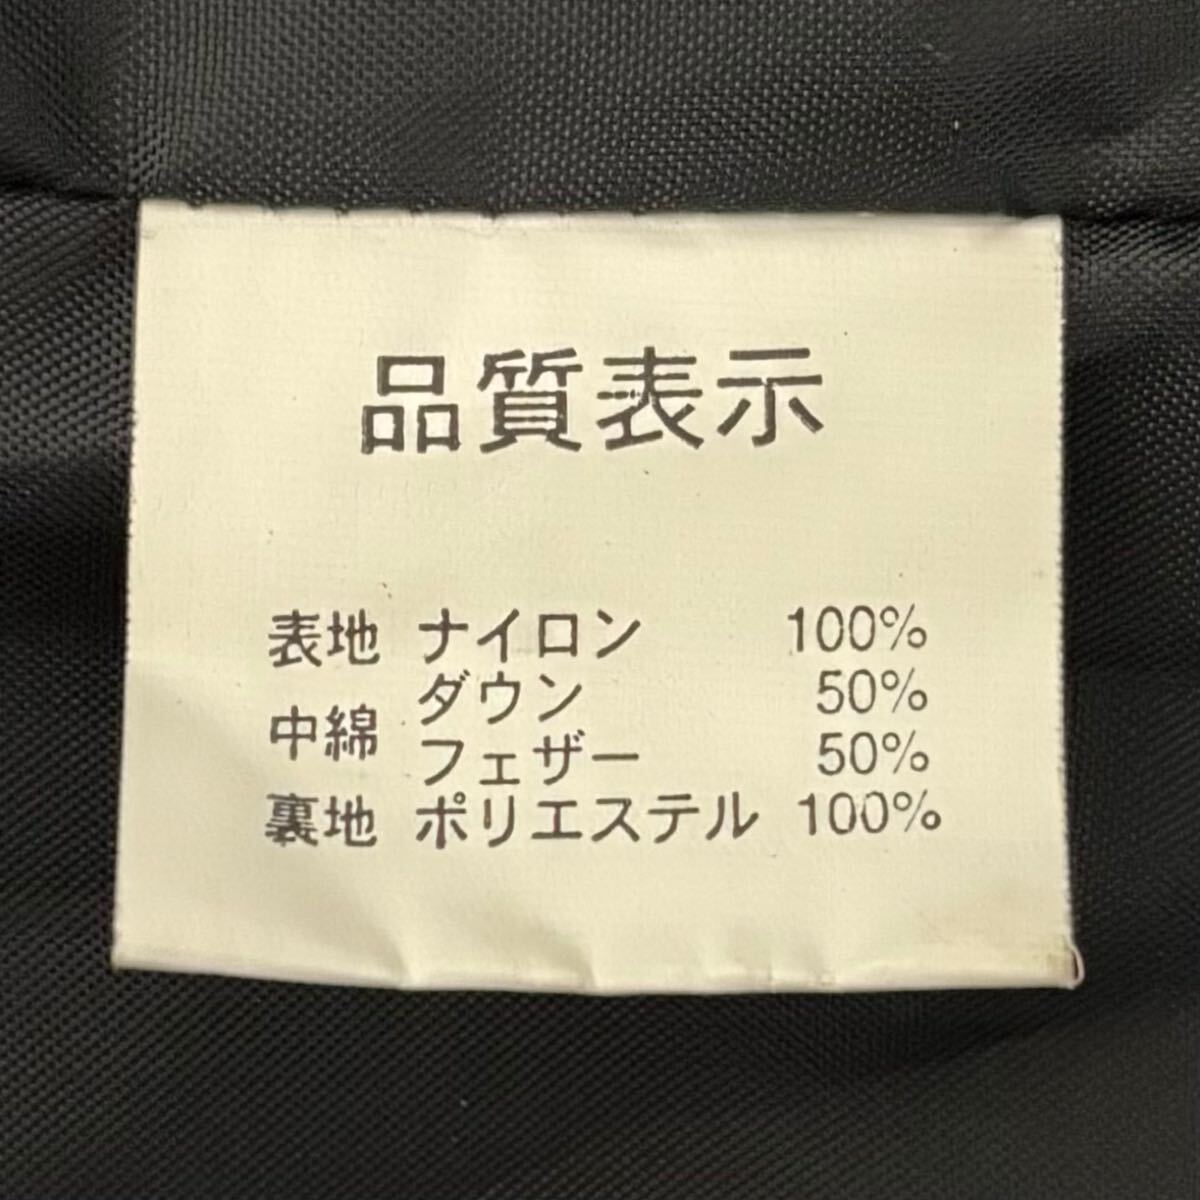 品質表示
表地 ナイロン 100%
中綿 ダウン 50%
フェザー 50%
裏地 ポリエステル 100%